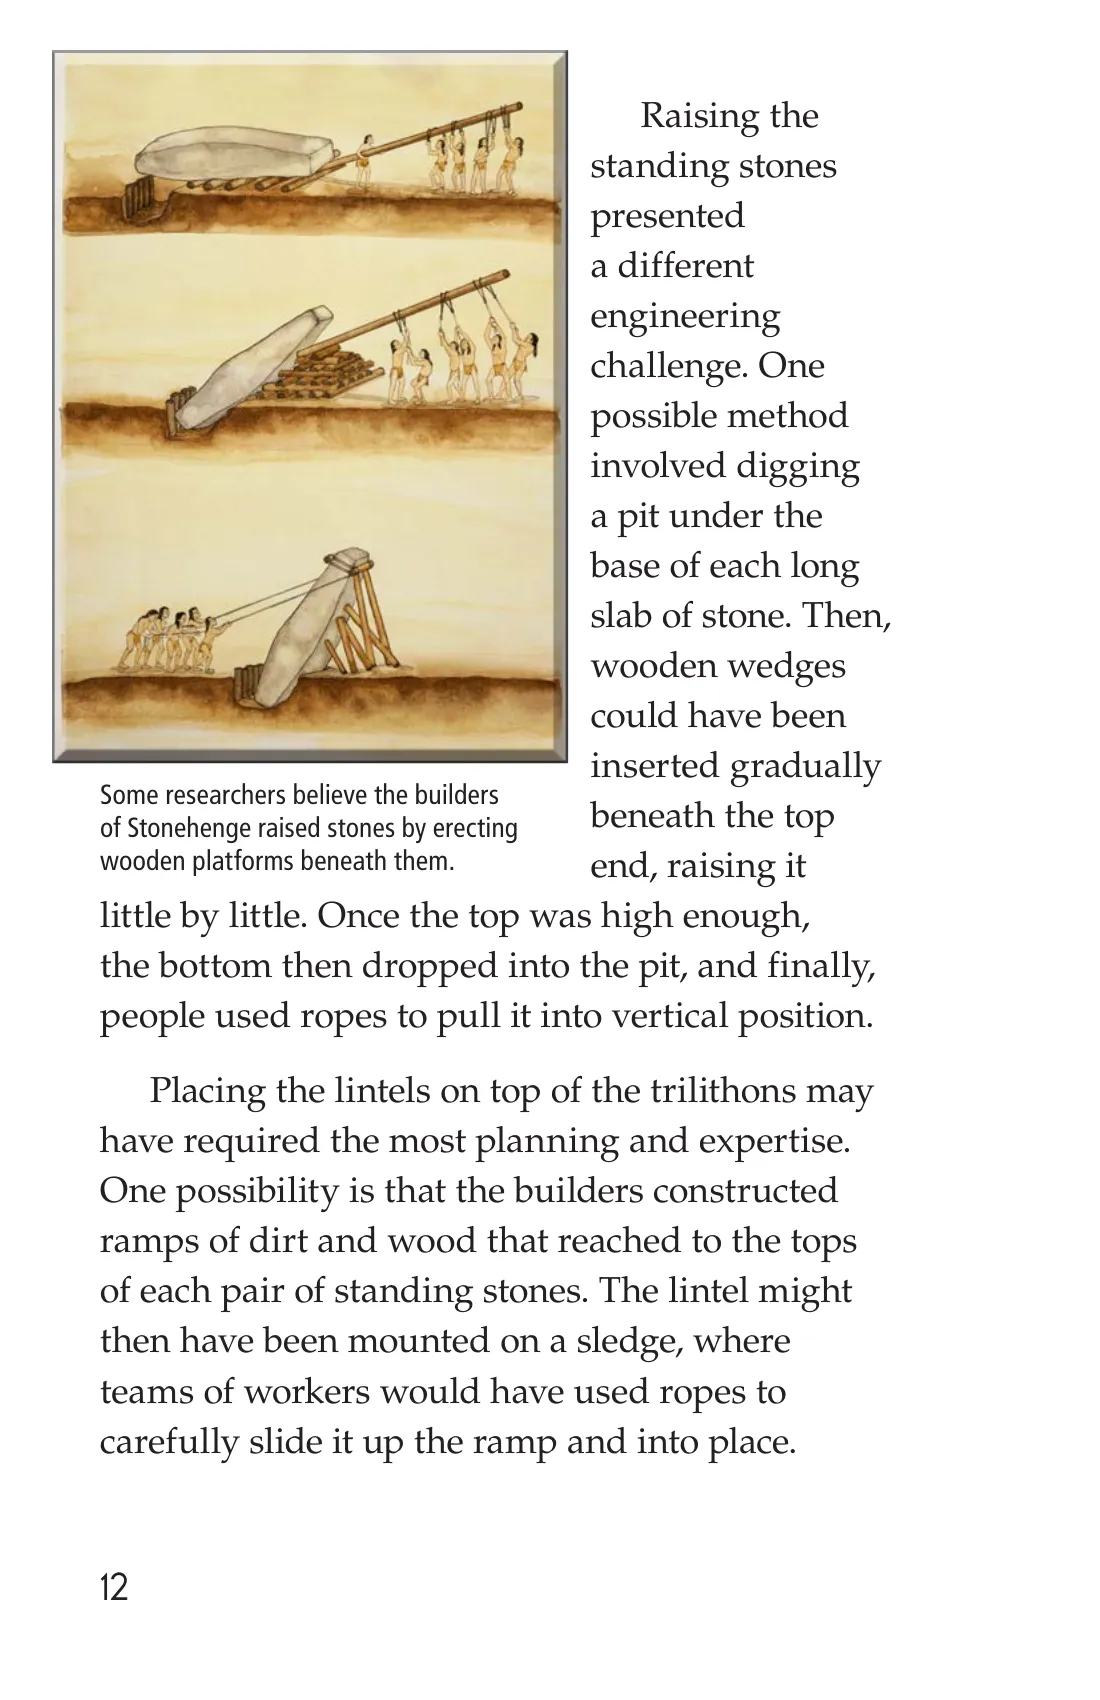 Raising the
standing stones
presented
a different
engineering
challenge. One
possible method
involved digging
a pit under the
base of each long
slab of stone. Then,
wooden wedges
could have been
inserted gradually
beneath the top
end, raising it
little by little. Once the top was high enough,
the bottom then dropped into the pit, and finally,
people used ropes to pull it into vertical position.
Some researchers believe the builders
of Stonehenge raised stones by erecting
wooden platforms beneath them.
Placing the lintels on top of the trilithons may
have required the most planning and expertise.
One possibility is that the builders constructed
ramps of dirt and wood that reached to the tops
of each pair of standing stones. The lintel might
then have been mounted on a sledge, where
teams of workers would have used ropes to
carefully slide it up the ramp and into place.
12